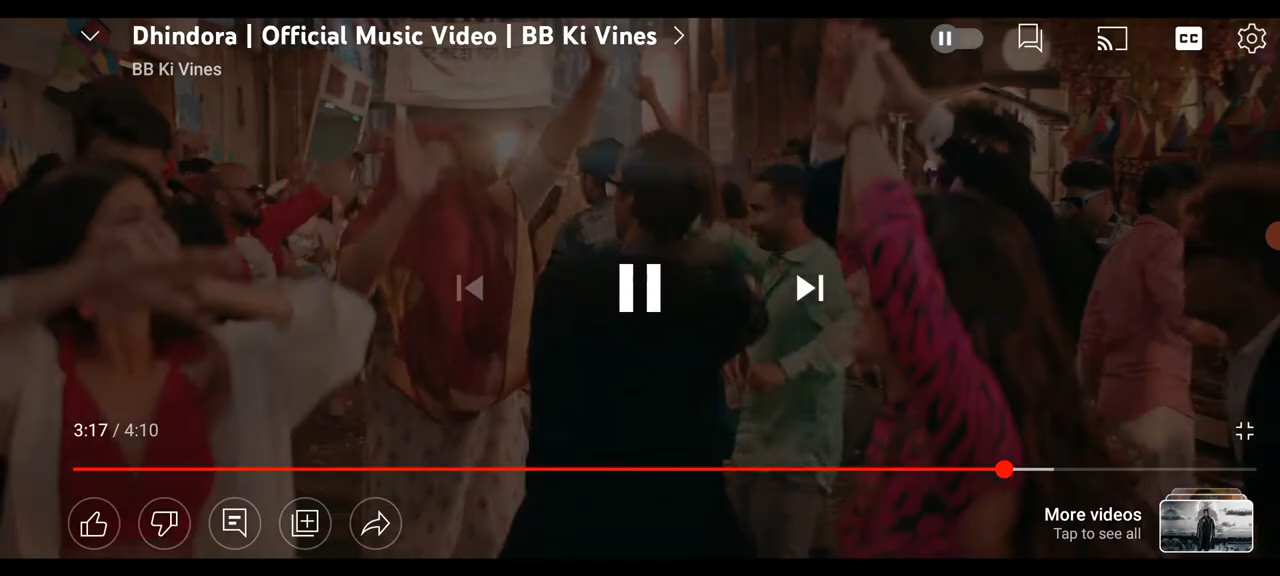 Dhindora | Official Music Video | BB Ki Vines
BB Ki Vines
CC
3:17 / 4:10
More videos
Tap to see all